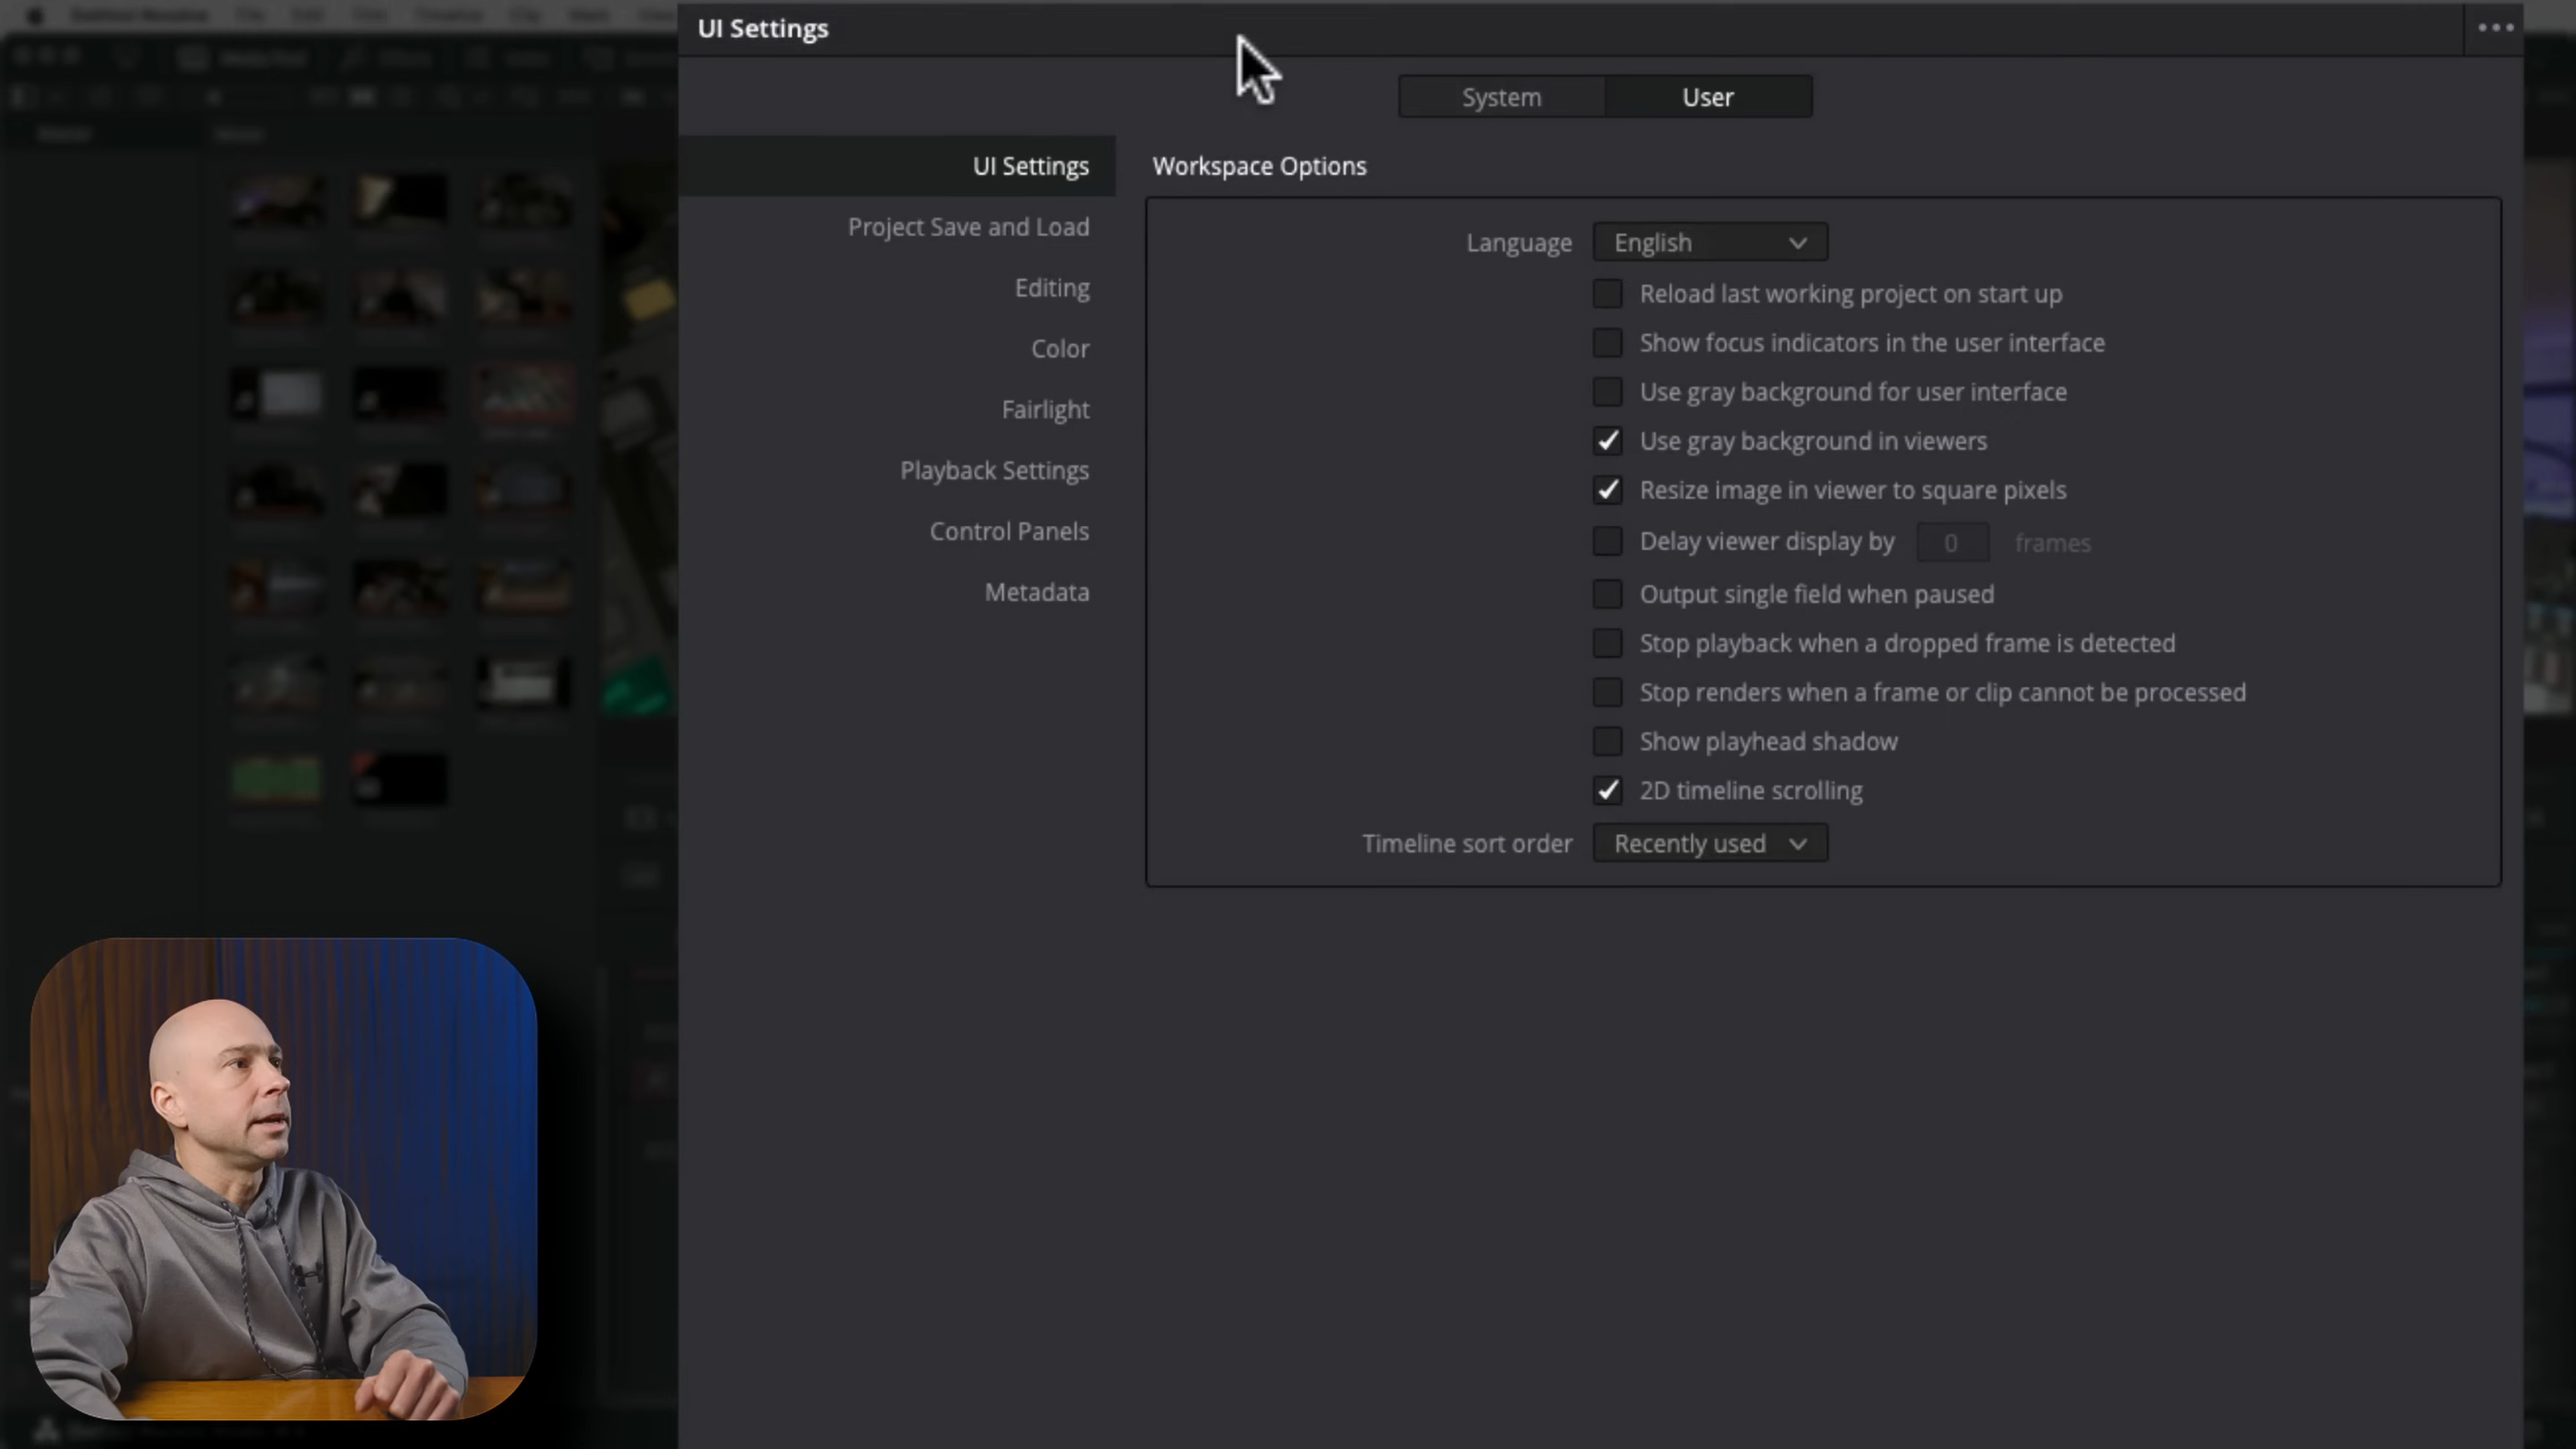 UI Settings
System
User
UI Settings
Project Save and Load
Editing
Color
Fairlight
Playback Settings
Control Panels
Metadata
Workspace Options
Language
English
Reload last working project on start up
Show focus indicators in the user interface
Use gray background for user interface
Use gray background in viewers
Resize image in viewer to square pixels
Delay viewer display by 0 frames
Output single field when paused
Stop playback when a dropped frame is detected
Stop renders when a frame or clip cannot be processed
Show playhead shadow
2D timeline scrolling
Timeline sort order
Recently used